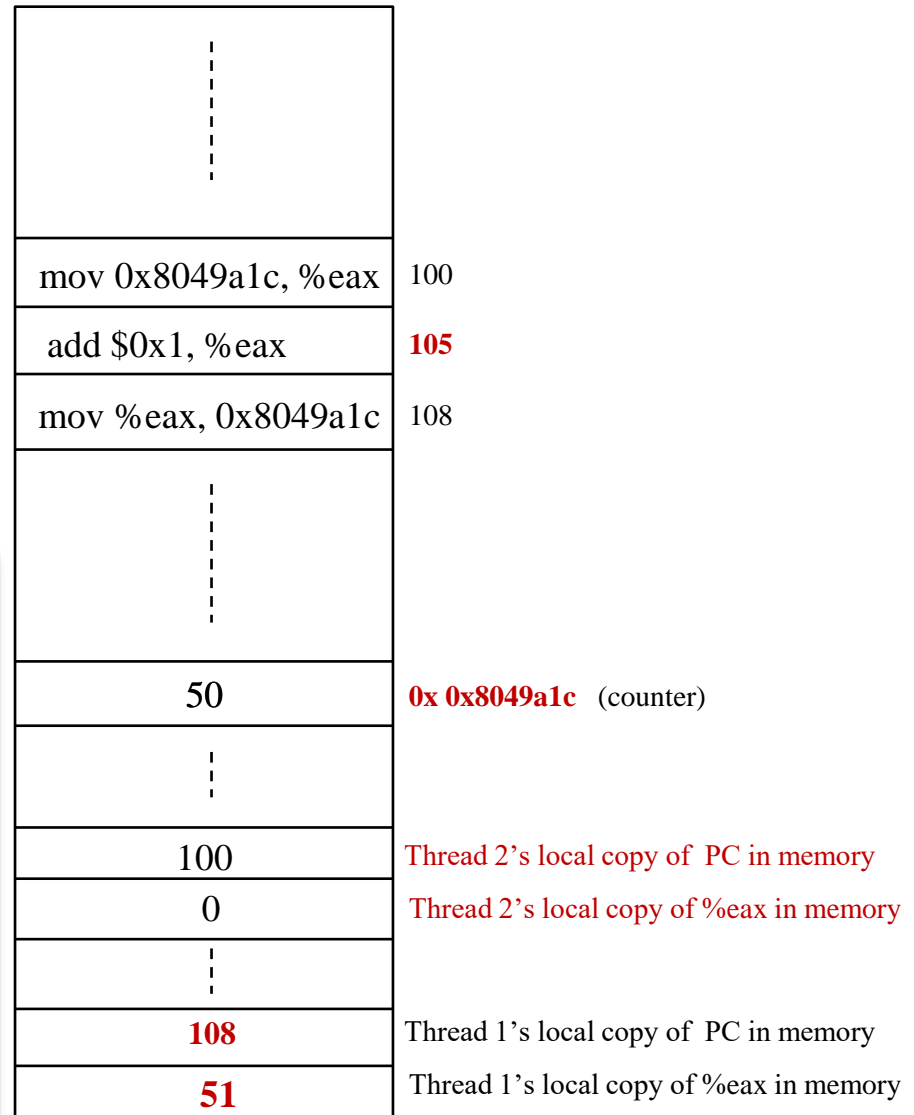 mov 0x8049a1c, %eax 100
add $0x1, %eax 105
mov %eax, 0x8049a1c 108
50 0x 0x8049a1c (counter)
100 Thread 2’s local copy of PC in memory
0 Thread 2’s local copy of %eax in memory
108 Thread 1’s local copy of PC in memory
51 Thread 1’s local copy of %eax in memory